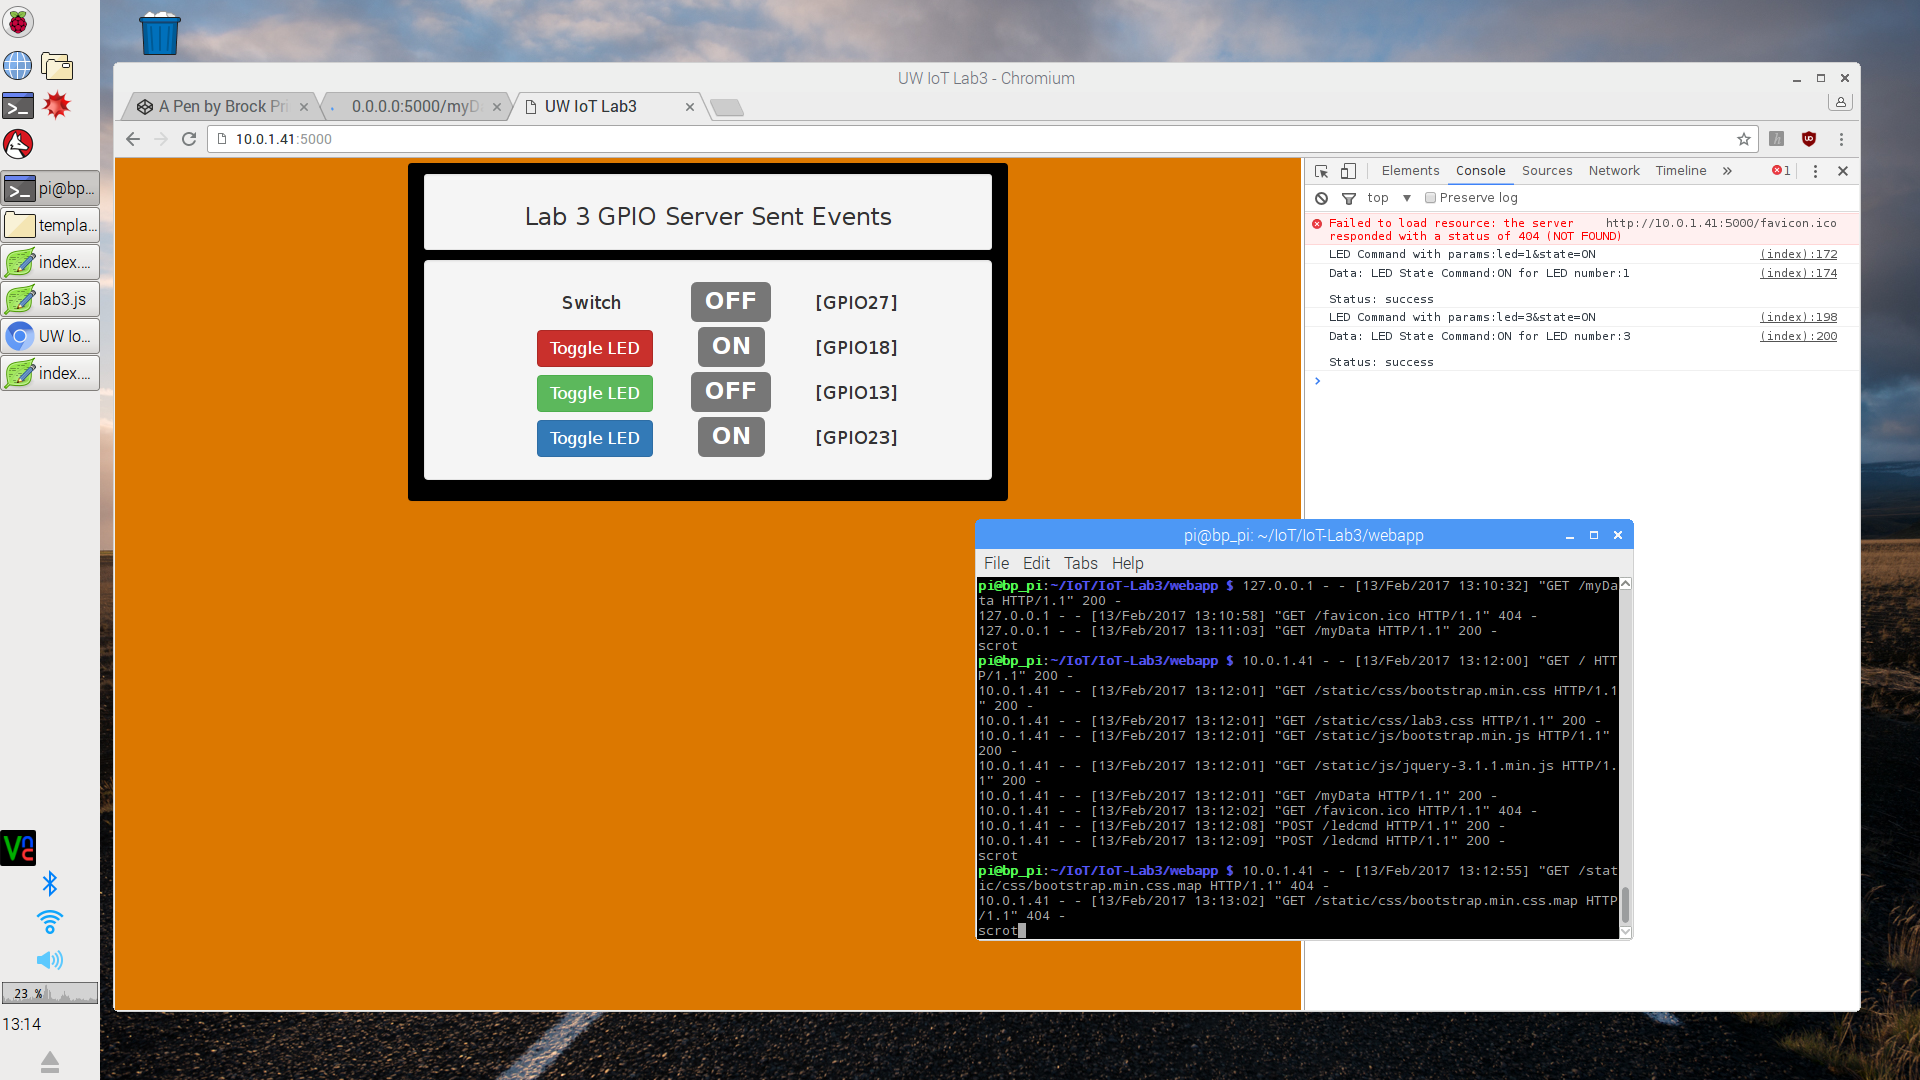 UW IoT Lab3 - Chromium
A Pen by Brock Pri
0.0.0.0:5000/myD
UW IoT Lab3
10.0.1.41:5000
Lab 3 GPIO Server Sent Events
Switch OFF [GPIO27]
Toggle LED ON [GPIO18]
Toggle LED OFF [GPIO13]
Toggle LED ON [GPIO23]
Elements Console Sources Network Timeline » 1
top Preserve log
Failed to load resource: the server http://10.0.1.41:5000/favicon.ico
responded with a status of 404 (NOT FOUND)
LED Command with params:led=1&state=ON (index):172
Data: LED State Command:ON for LED number:1 (index):174
Status: success
LED Command with params:led=3&state=ON (index):198
Data: LED State Command:ON for LED number:3 (index):200
Status: success
>
pi@bp_pi: ~/IoT/IoT-Lab3/webapp
File Edit Tabs Help
pi@bp_pi:~/IoT/IoT-Lab3/webapp $ 127.0.0.1 - - [13/Feb/2017 13:10:32] "GET /myDa
ta HTTP/1.1" 200 -
127.0.0.1 - - [13/Feb/2017 13:10:58] "GET /favicon.ico HTTP/1.1" 404 -
127.0.0.1 - - [13/Feb/2017 13:11:03] "GET /myData HTTP/1.1" 200 -
scrot
pi@bp_pi:~/IoT/IoT-Lab3/webapp $ 10.0.1.41 - - [13/Feb/2017 13:12:00] "GET / HTT
P/1.1" 200 -
10.0.1.41 - - [13/Feb/2017 13:12:01] "GET /static/css/bootstrap.min.css HTTP/1.1
" 200 -
10.0.1.41 - - [13/Feb/2017 13:12:01] "GET /static/css/lab3.css HTTP/1.1" 200 -
10.0.1.41 - - [13/Feb/2017 13:12:01] "GET /static/js/bootstrap.min.js HTTP/1.1"
200 -
10.0.1.41 - - [13/Feb/2017 13:12:01] "GET /static/js/jquery-3.1.1.min.js HTTP/1.
1" 200 -
10.0.1.41 - - [13/Feb/2017 13:12:01] "GET /myData HTTP/1.1" 200 -
10.0.1.41 - - [13/Feb/2017 13:12:02] "GET /favicon.ico HTTP/1.1" 404 -
10.0.1.41 - - [13/Feb/2017 13:12:08] "POST /ledcmd HTTP/1.1" 200 -
10.0.1.41 - - [13/Feb/2017 13:12:09] "POST /ledcmd HTTP/1.1" 200 -
scrot
pi@bp_pi:~/IoT/IoT-Lab3/webapp $ 10.0.1.41 - - [13/Feb/2017 13:12:55] "GET /stat
ic/css/bootstrap.min.css.map HTTP/1.1" 404 -
10.0.1.41 - - [13/Feb/2017 13:13:02] "GET /static/css/bootstrap.min.css.map HTTP
/1.1" 404 -
scrot
pi@bp...
templa...
index....
lab3.js
UW Io...
index....
Vnc
23 %
13:14